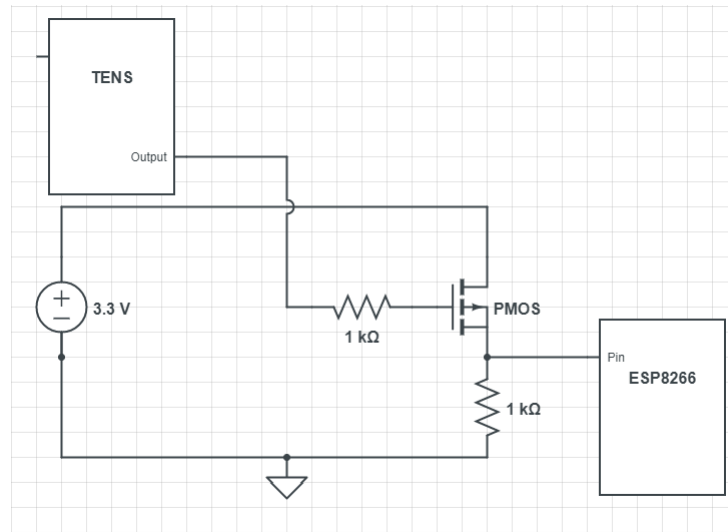 TENS
Output
3.3 V
1 kΩ
PMOS
Pin
ESP8266
1 kΩ